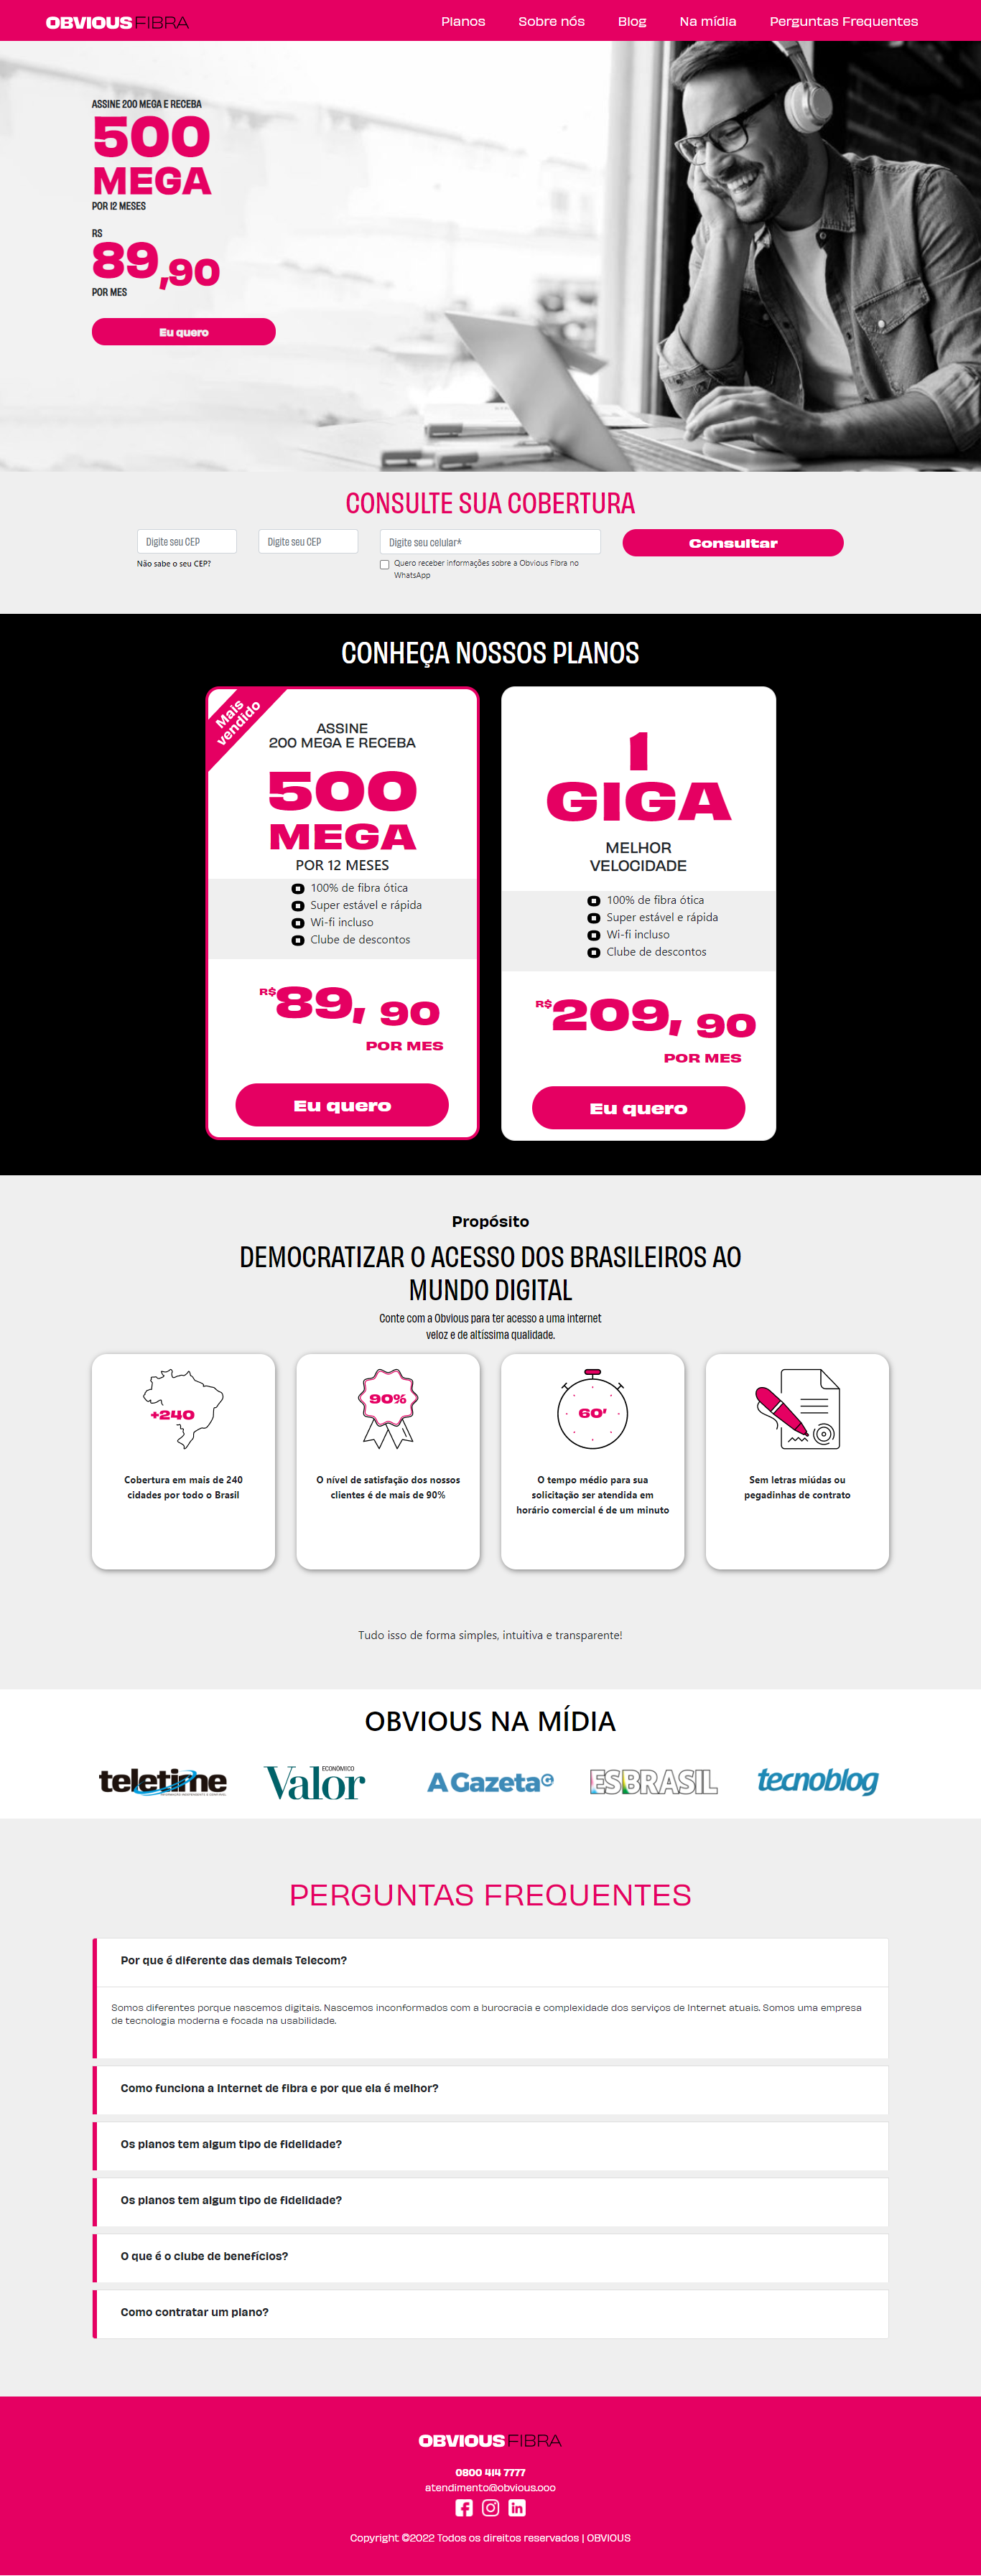 OBVIOUS FIBRA
Planos Sobre nós Blog Na mídia Perguntas Frequentes
ASSINE 200 MEGA E RECEBA
500
MEGA
POR 12 MESES
R$
89,90
POR MES
Eu quero
CONSULTE SUA COBERTURA
Digite seu CEP
Digite seu CEP
Digite seu celular*
Consultar
Não sabe o seu CEP?
Quero receber informações sobre a Obvious Fibra no
WhatsApp
CONHEÇA NOSSOS PLANOS
Mais
vendido
ASSINE
200 MEGA E RECEBA
500
MEGA
POR 12 MESES
100% de fibra ótica
Super estável e rápida
Wi-fi incluso
Clube de descontos
R$89, 90
POR MES
Eu quero
1
GIGA
MELHOR
VELOCIDADE
100% de fibra ótica
Super estável e rápida
Wi-fi incluso
Clube de descontos
R$209, 90
POR MES
Eu quero
Propósito
DEMOCRATIZAR O ACESSO DOS BRASILEIROS AO
MUNDO DIGITAL
Conte com a Obvious para ter acesso a uma internet
veloz e de altíssima qualidade.
+240
Cobertura em mais de 240
cidades por todo o Brasil
90%
O nível de satisfação dos nossos
clientes é de mais de 90%
60'
O tempo médio para sua
solicitação ser atendida em
horário comercial é de um minuto
Sem letras miúdas ou
pegadinhas de contrato
Tudo isso de forma simples, intuitiva e transparente!
OBVIOUS NA MÍDIA
teletime
Valor
ECONÔMICO
A Gazeta
ESBRASIL
tecnoblog
PERGUNTAS FREQUENTES
Por que é diferente das demais Telecom?
Somos diferentes porque nascemos digitais. Nascemos inconformados com a burocracia e complexidade dos serviços de Internet atuais. Somos uma empresa
de tecnologia moderna e focada na usabilidade.
Como funciona a Internet de fibra e por que ela é melhor?
Os planos tem algum tipo de fidelidade?
Os planos tem algum tipo de fidelidade?
O que é o clube de benefícios?
Como contratar um plano?
OBVIOUS FIBRA
0800 414 7777
atendimento@obvious.ooo
Copyright ©2022 Todos os direitos reservados | OBVIOUS